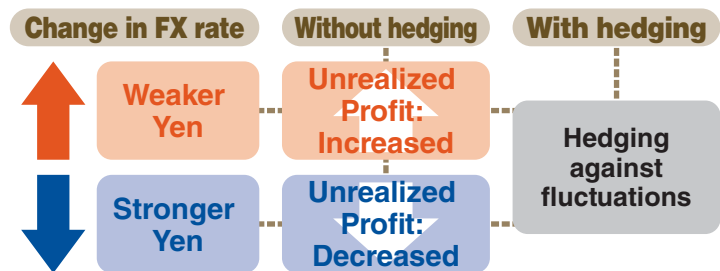 Change in FX rate
Without hedging
With hedging
Weaker
Yen
Unrealized
Profit:
Increased
Hedging
against
fluctuations
Stronger
Yen
Unrealized
Profit:
Decreased